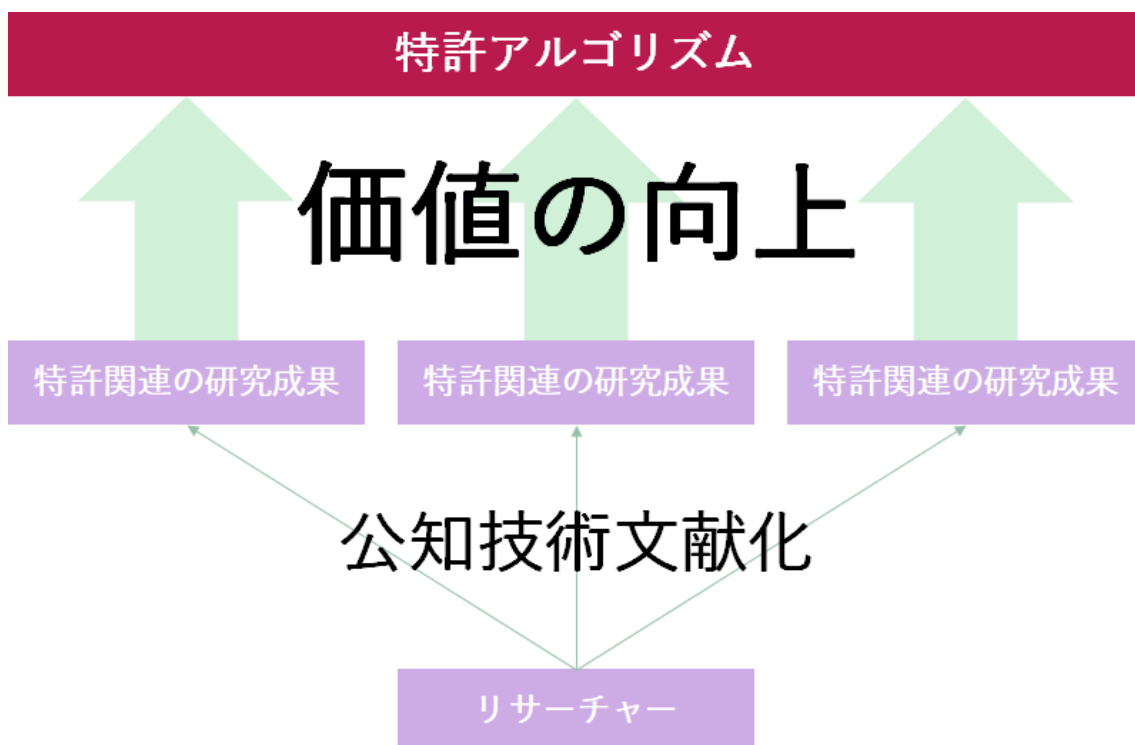 特許アルゴリズム
価値の向上
特許関連の研究成果
特許関連の研究成果
特許関連の研究成果
公知技術文献化
リサーチャー